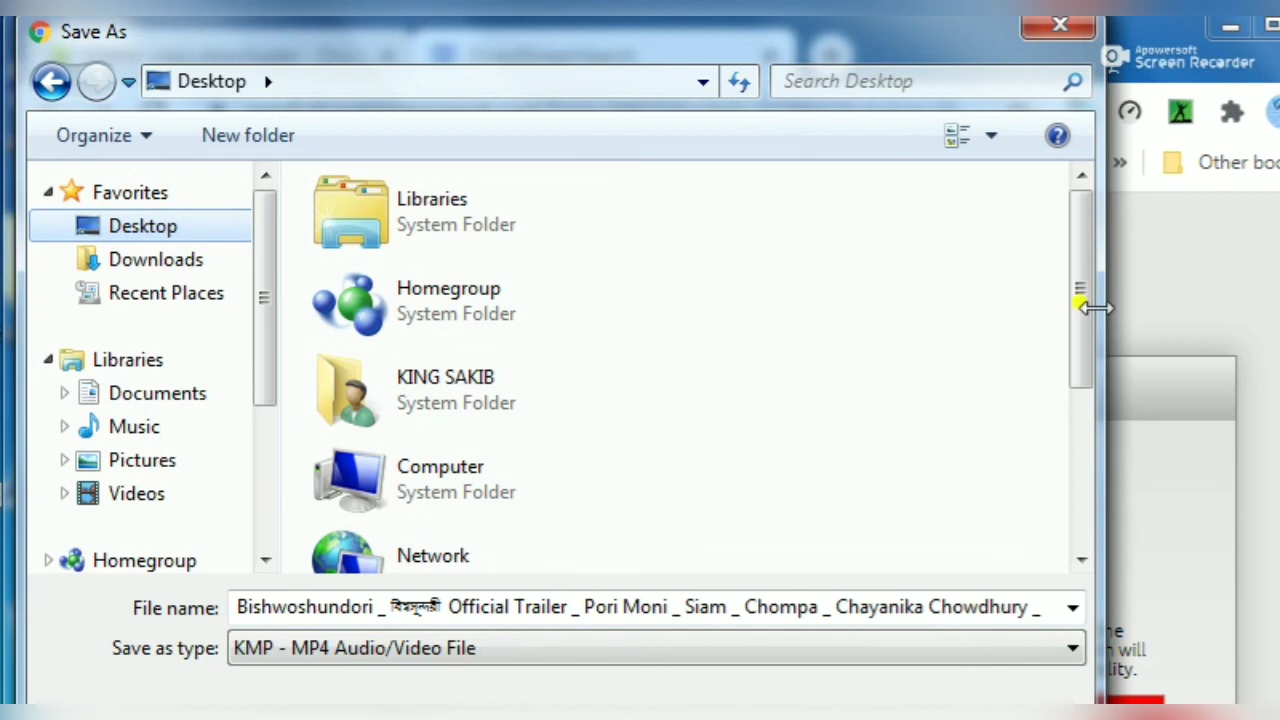 Save As
Apowersoft
Screen Recorder
Desktop
Search Desktop
Organize
New folder
»
Other boo
Favorites
Desktop
Downloads
Recent Places
Libraries
Documents
Music
Pictures
Videos
Homegroup
Libraries
System Folder
Homegroup
System Folder
KING SAKIB
System Folder
Computer
System Folder
Network
File name: Bishwoshundori _ বিশ্বসুন্দরী Official Trailer _ Pori Moni _ Siam _ Chompa _ Chayanika Chowdhury _
Save as type: KMP - MP4 Audio/Video File
he
n will
lity.